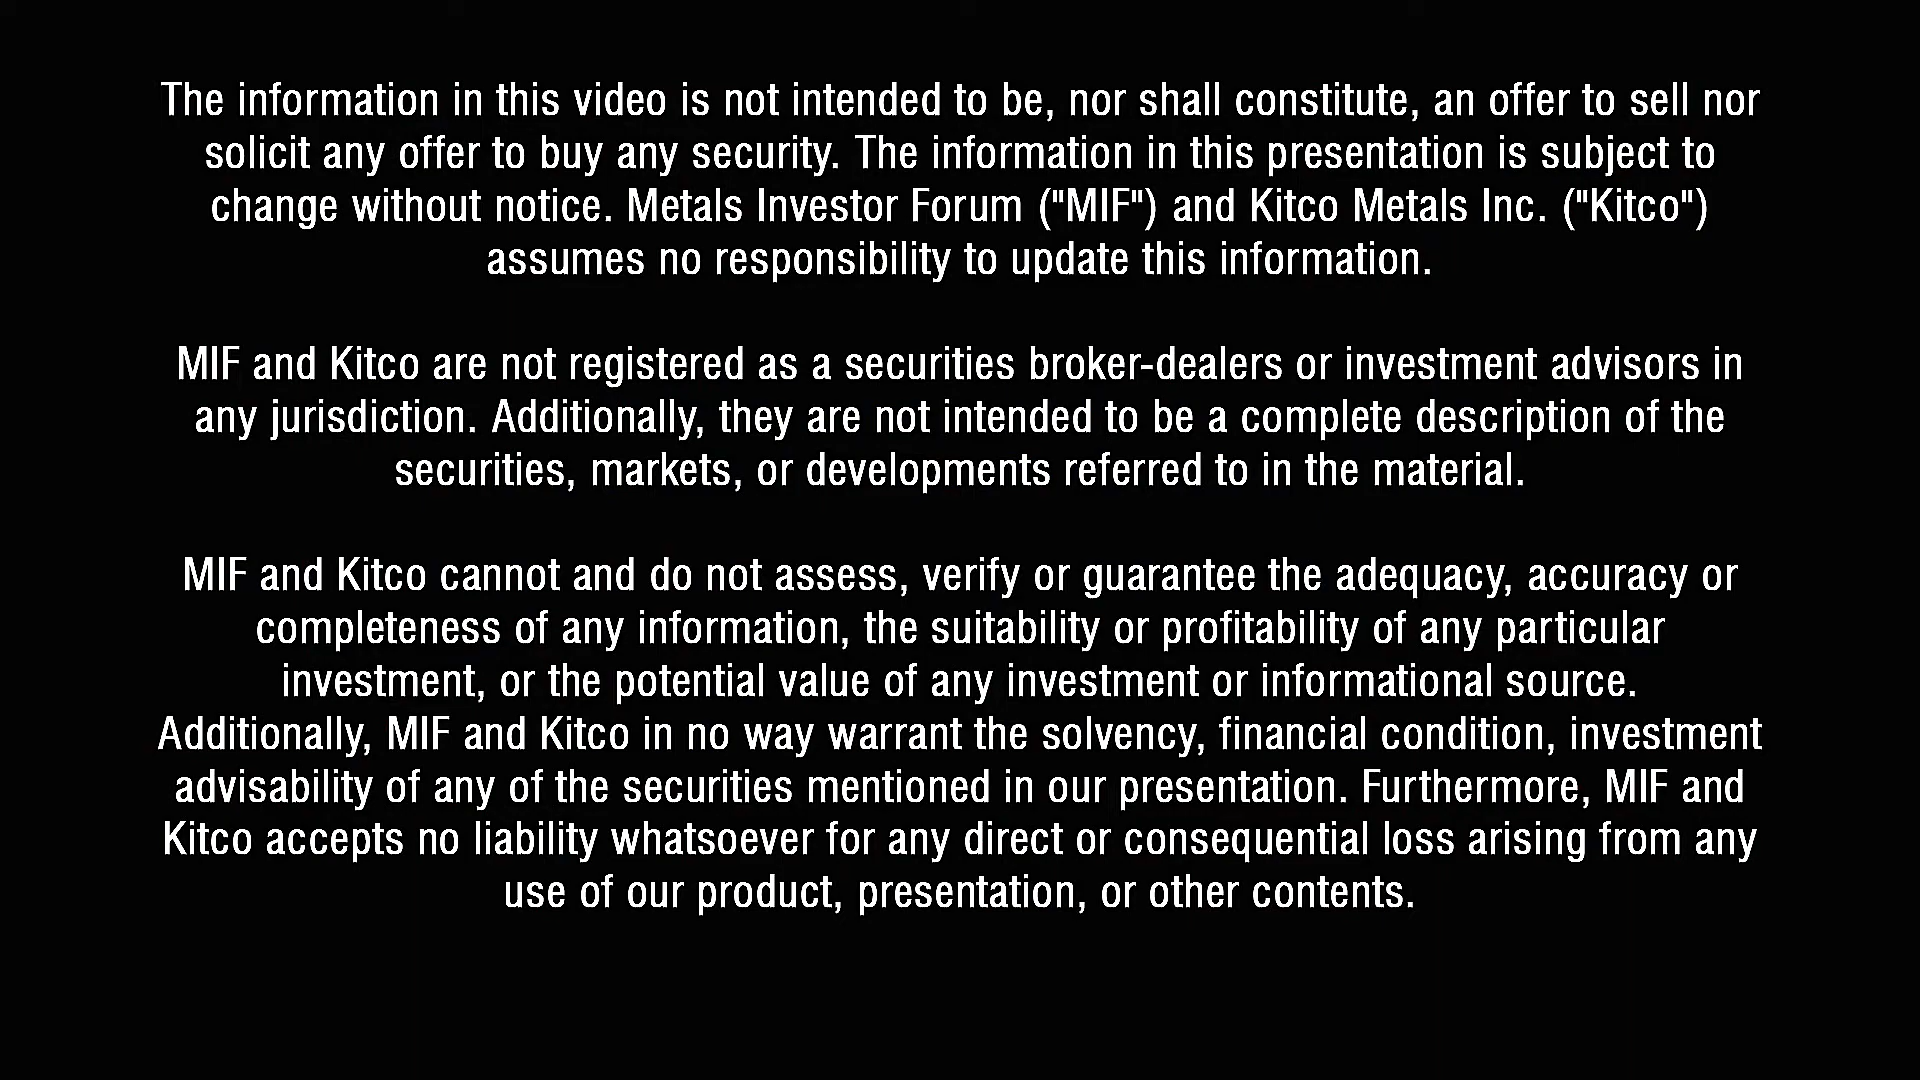 The information in this video is not intended to be, nor shall constitute, an offer to sell nor
solicit any offer to buy any security. The information in this presentation is subject to
change without notice. Metals Investor Forum ("MIF") and Kitco Metals Inc. ("Kitco")
assumes no responsibility to update this information.
MIF and Kitco are not registered as a securities broker-dealers or investment advisors in
any jurisdiction. Additionally, they are not intended to be a complete description of the
securities, markets, or developments referred to in the material.
MIF and Kitco cannot and do not assess, verify or guarantee the adequacy, accuracy or
completeness of any information, the suitability or profitability of any particular
investment, or the potential value of any investment or informational source.
Additionally, MIF and Kitco in no way warrant the solvency, financial condition, investment
advisability of any of the securities mentioned in our presentation. Furthermore, MIF and
Kitco accepts no liability whatsoever for any direct or consequential loss arising from any
use of our product, presentation, or other contents.